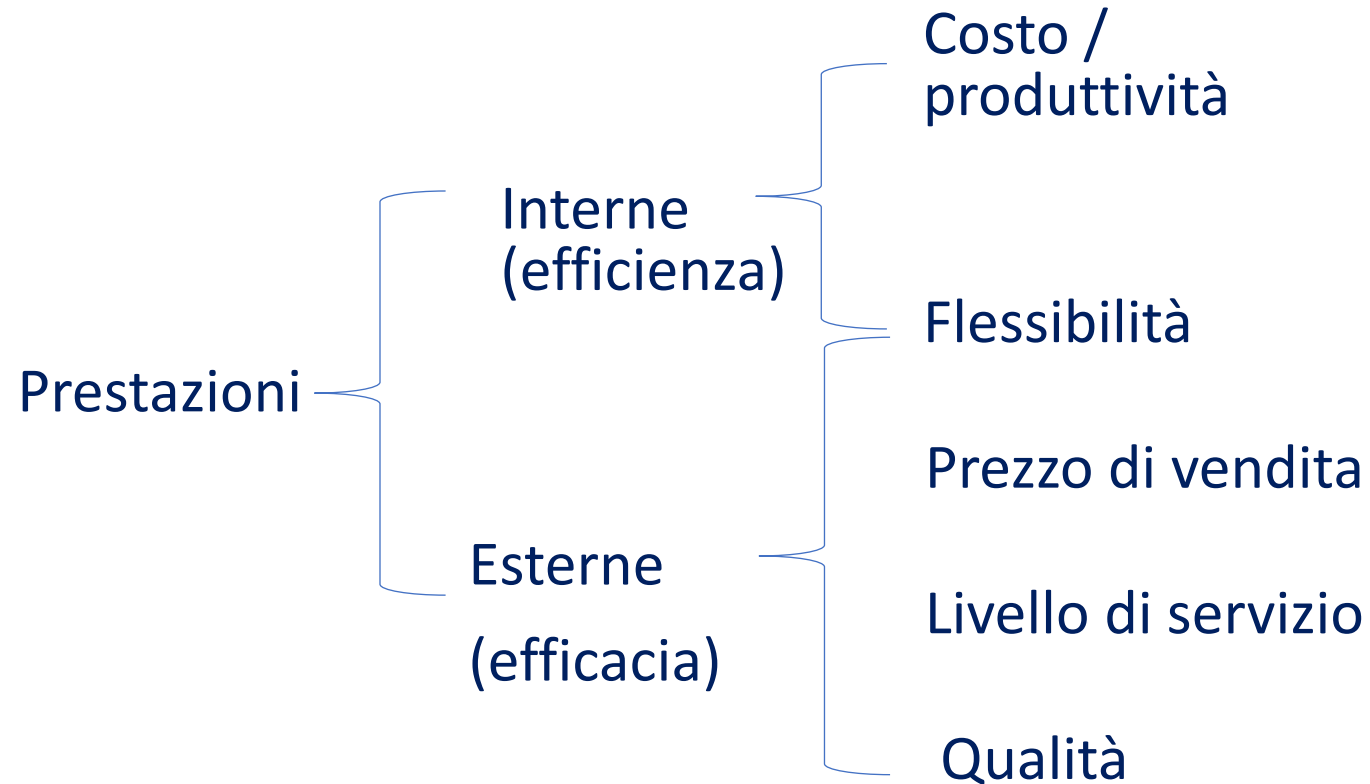 Costo /
produttività
Interne
(efficienza)
Flessibilità
Prestazioni
Prezzo di vendita
Esterne
Livello di servizio
(efficacia)
Qualità